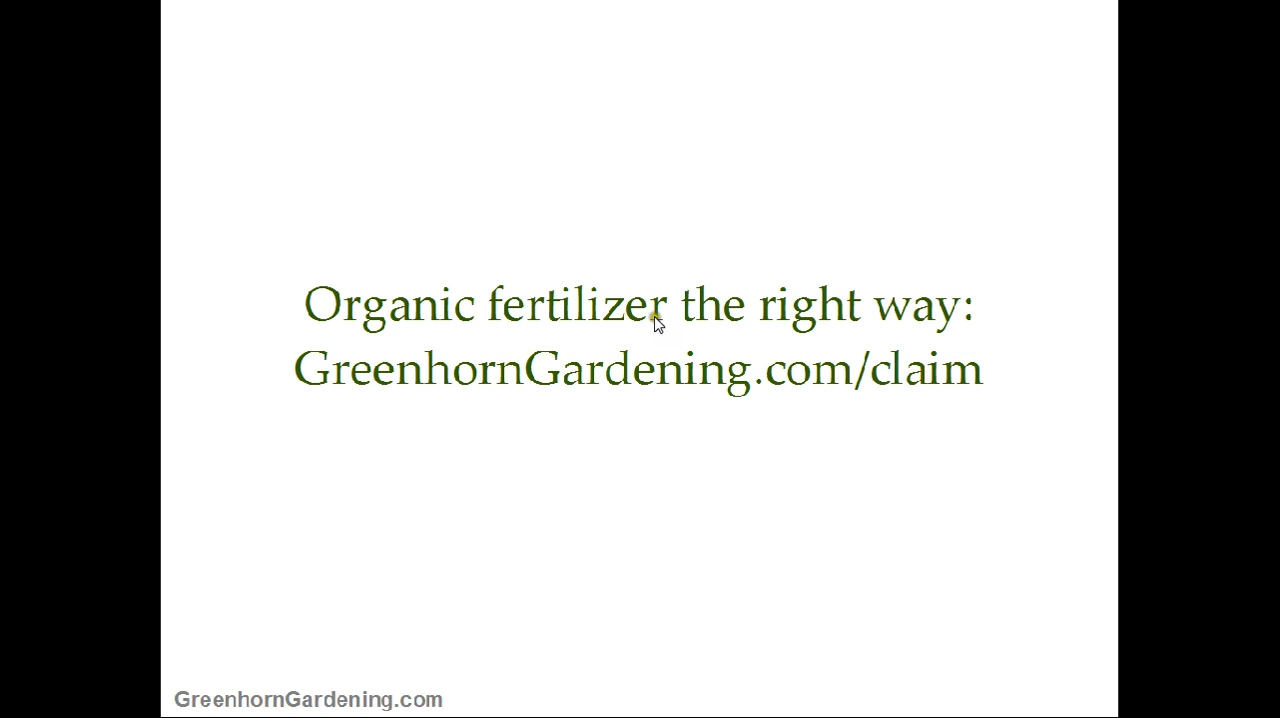 Organic fertilizer the right way:
GreenhornGardening.com/claim
GreenhornGardening.com